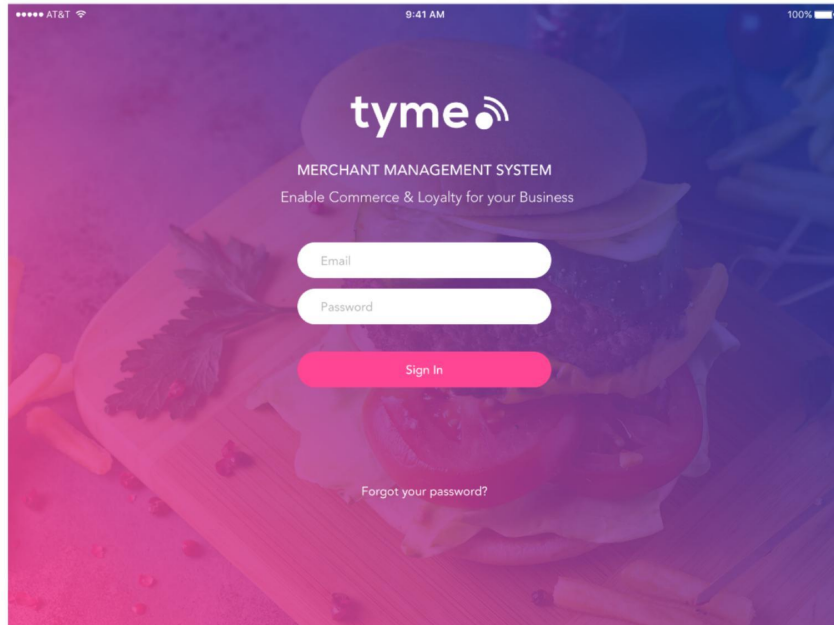 AT&T
9:41 AM
100%
tyme
MERCHANT MANAGEMENT SYSTEM
Enable Commerce & Loyalty for your Business
Email
Password
Sign In
Forgot your password?